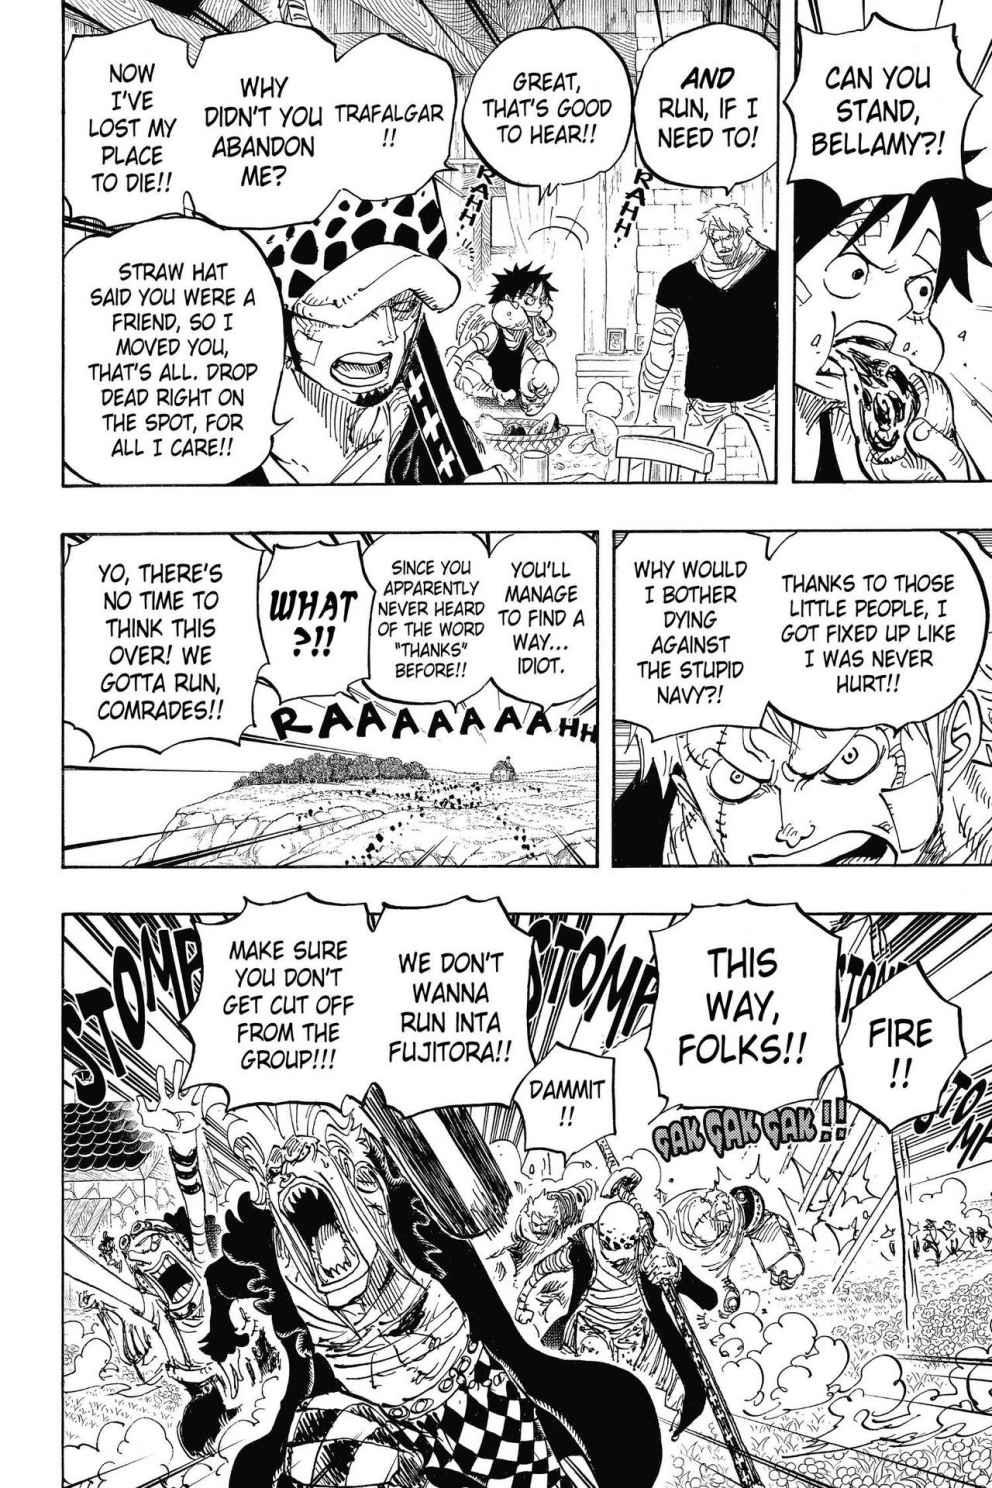 CAN YOU
STAND,
BELLAMY?!
AND
RUN, IF I
NEED TO!
RAHH!
GREAT,
THAT'S GOOD
TO HEAR!!
RAHH!
TRAFALGAR
!!
WHY
DIDN'T YOU
ABANDON
ME?
NOW
I'VE
LOST MY
PLACE
TO DIE!!
STRAW HAT
SAID YOU WERE A
FRIEND, SO I
MOVED YOU,
THAT'S ALL. DROP
DEAD RIGHT ON
THE SPOT, FOR
ALL I CARE!!
THANKS TO THOSE
LITTLE PEOPLE, I
GOT FIXED UP LIKE
I WAS NEVER
HURT!!
WHY WOULD
I BOTHER
DYING
AGAINST
THE STUPID
NAVY?!
YOU'LL
MANAGE
TO FIND A
WAY...
IDIOT.
SINCE YOU
APPARENTLY
NEVER HEARD
OF THE WORD
"THANKS"
BEFORE!!
WHAT
?!!
YO, THERE'S
NO TIME TO
THINK THIS
OVER! WE
GOTTA RUN,
COMRADES!!
RAAAAAAAHH
FIRE
!!
THIS
WAY,
FOLKS!!
DAMMIT
!!
WE DON'T
WANNA
RUN INTA
FUJITORA!!
MAKE SURE
YOU DON'T
GET CUT OFF
FROM THE
GROUP!!!
GAK GAK GAK!!
STOMP
STOMP
STOMP
STOMP